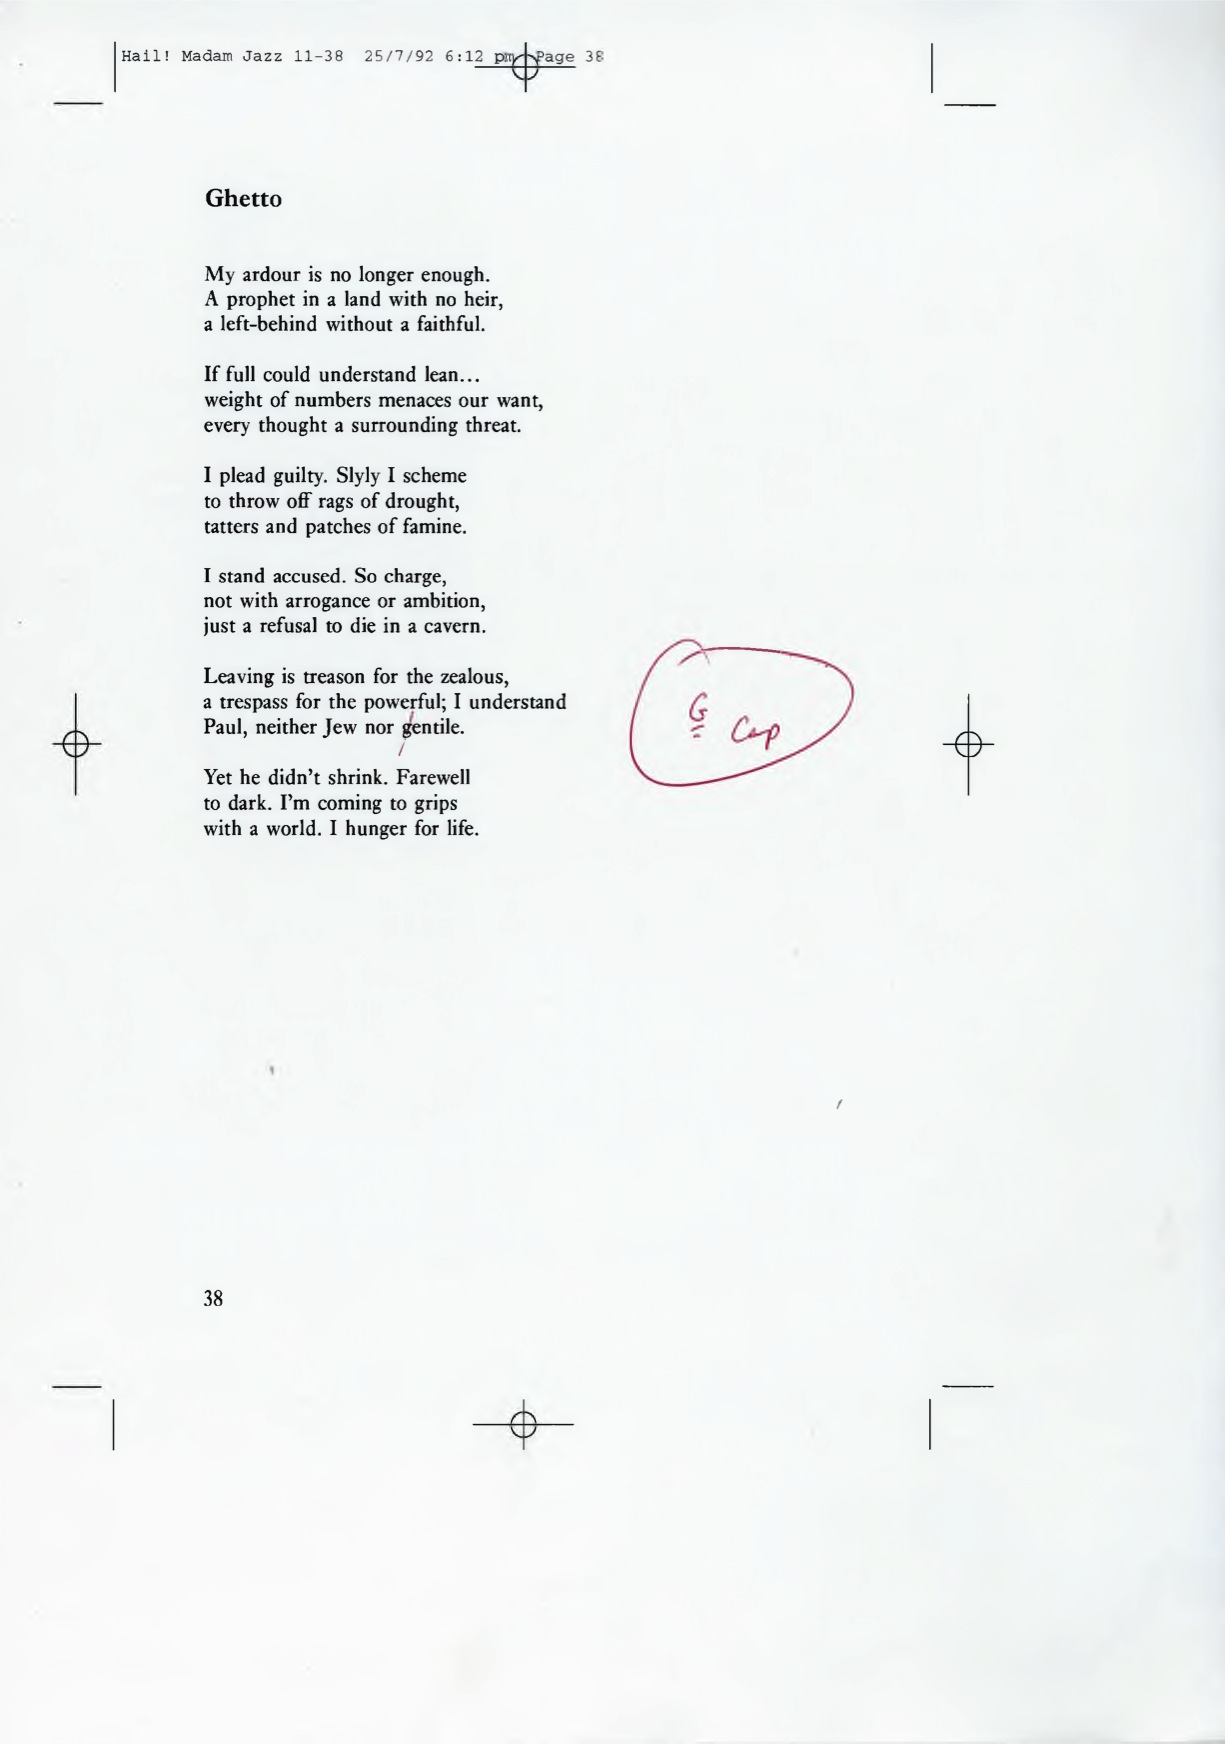 Hail! Madam Jazz 11-38 25/7/92 6:12 pm Page 38
Ghetto
My ardour is no longer enough.
A prophet in a land with no heir,
a left-behind without a faithful.
If full could understand lean...
weight of numbers menaces our want,
every thought a surrounding threat.
I plead guilty. Slyly I scheme
to throw off rags of drought,
tatters and patches of famine.
I stand accused. So charge,
not with arrogance or ambition,
just a refusal to die in a cavern.
Leaving is treason for the zealous,
a trespass for the powerful; I understand
Paul, neither Jew nor gentile.
G Cap
Yet he didn't shrink. Farewell
to dark. I'm coming to grips
with a world. I hunger for life.
38